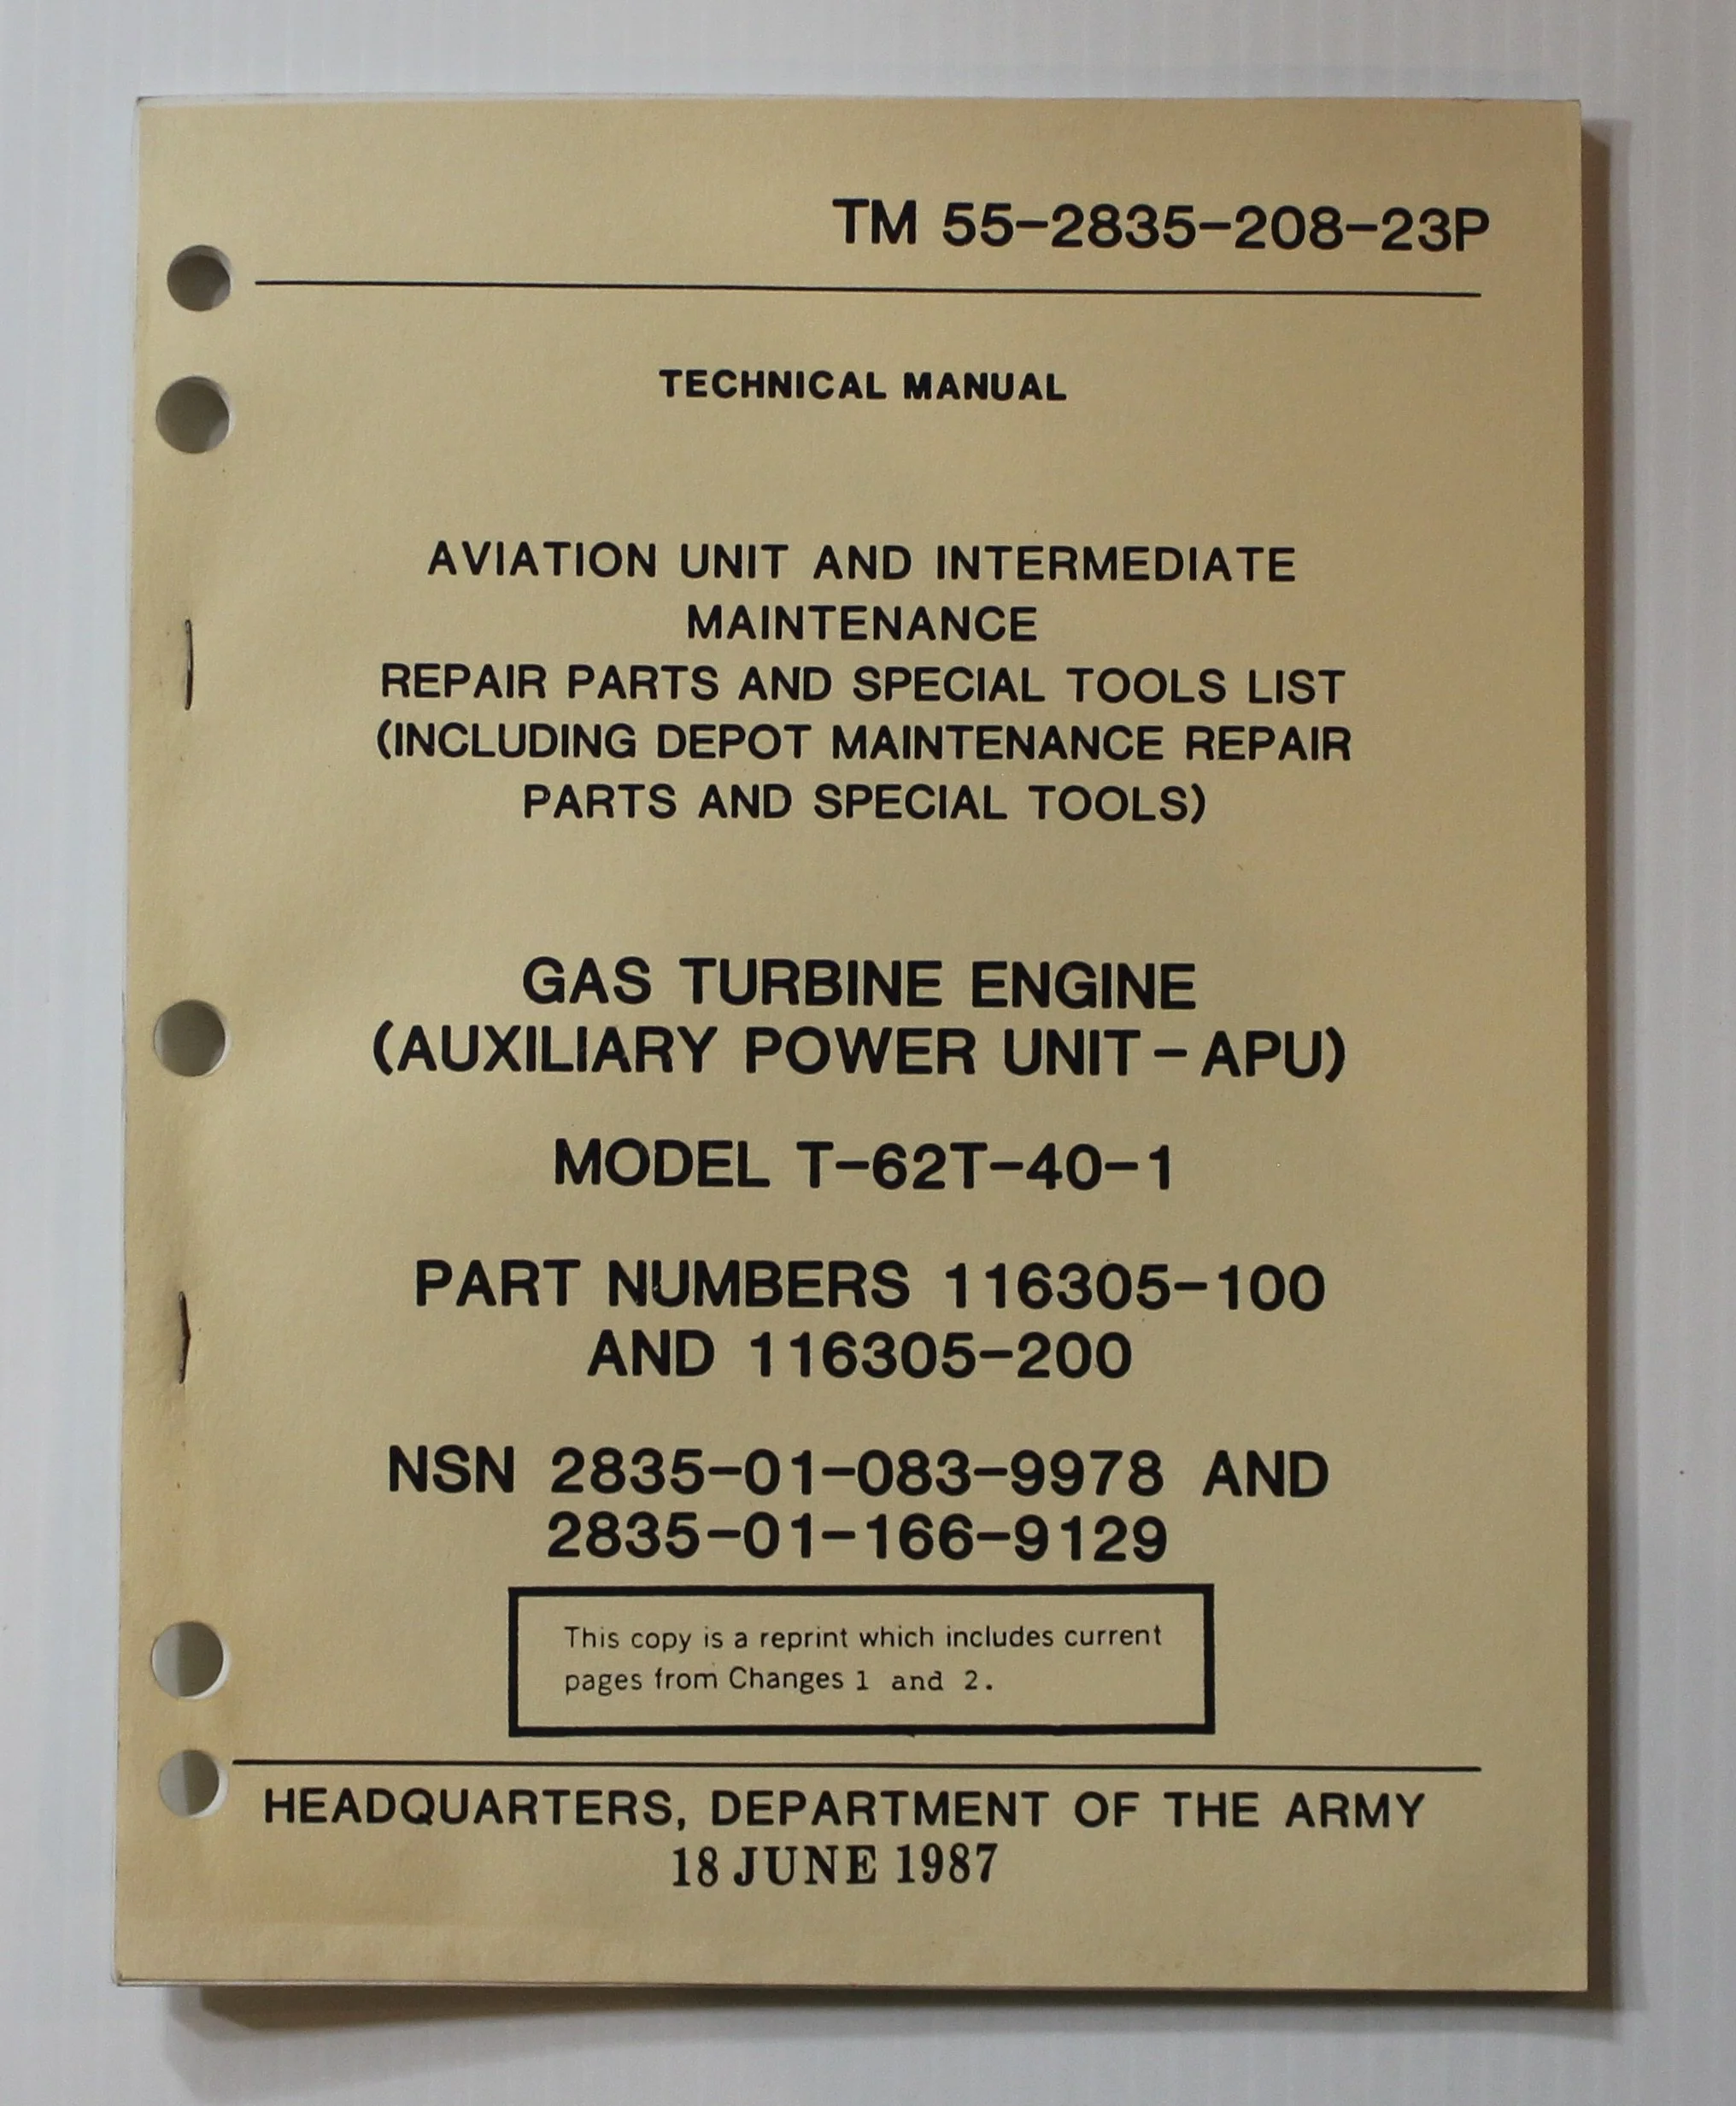 TM 55-2835-208-23P
TECHNICAL MANUAL
AVIATION UNIT AND INTERMEDIATE
MAINTENANCE
REPAIR PARTS AND SPECIAL TOOLS LIST
(INCLUDING DEPOT MAINTENANCE REPAIR
PARTS AND SPECIAL TOOLS)
GAS TURBINE ENGINE
(AUXILIARY POWER UNIT - APU)
MODEL T-62T-40-1
PART NUMBERS 116305-100
AND 116305-200
NSN 2835-01-083-9978 AND
2835-01-166-9129
This copy is a reprint which includes current
pages from Changes 1 and 2.
HEADQUARTERS, DEPARTMENT OF THE ARMY
18 JUNE 1987